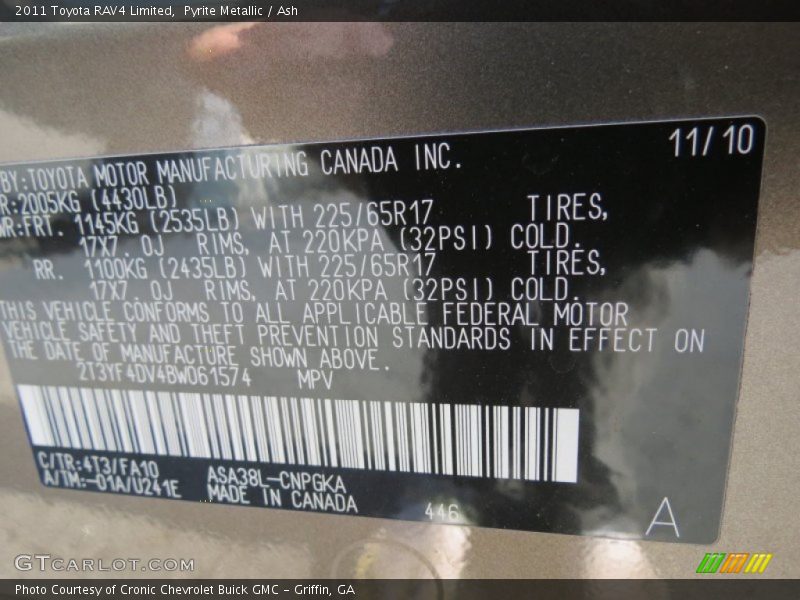 2011 Toyota RAV4 Limited, Pyrite Metallic / Ash
11/10
BY:TOYOTA MOTOR MANUFACTURING CANADA INC.
R:2005KG (4430LB)
WR:FRT. 1145KG (2535LB) WITH 225/65R17 TIRES,
17X7.0J RIMS, AT 220KPA (32PSI) COLD.
RR. 1100KG (2435LB) WITH 225/65R17 TIRES,
17X7.0J RIMS, AT 220KPA (32PSI) COLD.
THIS VEHICLE CONFORMS TO ALL APPLICABLE FEDERAL MOTOR
VEHICLE SAFETY AND THEFT PREVENTION STANDARDS IN EFFECT ON
THE DATE OF MANUFACTURE SHOWN ABOVE.
2T3YF4DV4BW061574 MPV
C/TR:4T3/FA10 ASA38L-CNPGKA
A/TM:-01A/U241E MADE IN CANADA
446 A
GTCARLOT.COM
Photo Courtesy of Cronic Chevrolet Buick GMC - Griffin, GA